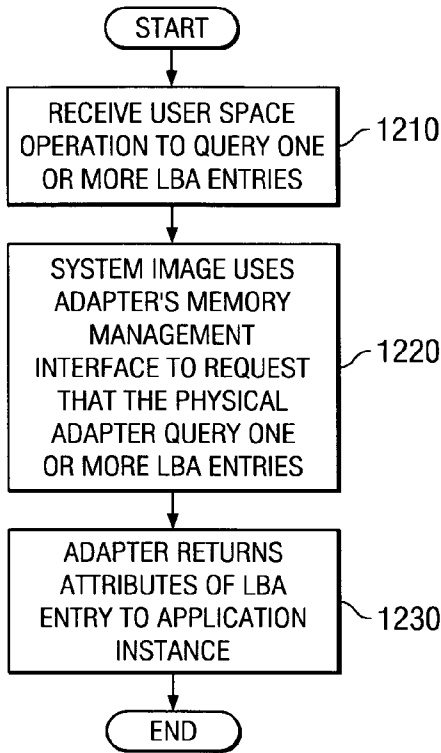 START
RECEIVE USER SPACE
OPERATION TO QUERY ONE
OR MORE LBA ENTRIES
1210
SYSTEM IMAGE USES
ADAPTER'S MEMORY
MANAGEMENT
INTERFACE TO REQUEST
THAT THE PHYSICAL
ADAPTER QUERY ONE
OR MORE LBA ENTRIES
1220
ADAPTER RETURNS
ATTRIBUTES OF LBA
ENTRY TO APPLICATION
INSTANCE
1230
END